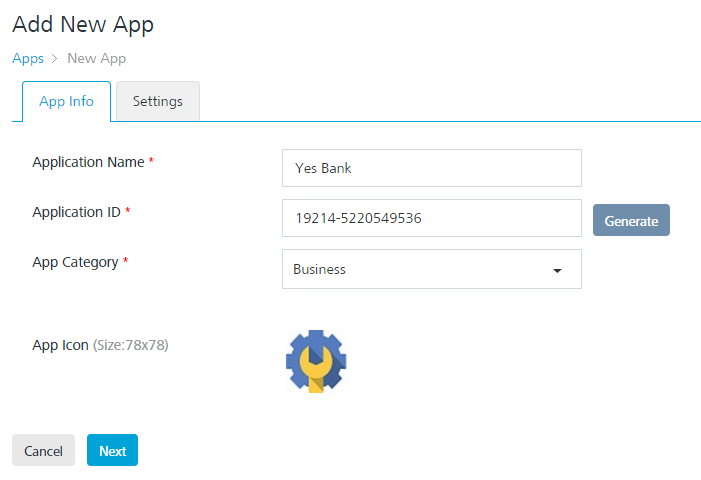 Add New App
Apps > New App
App Info Settings
Application Name * Yes Bank
Application ID * 19214-5220549536 Generate
App Category * Business
App Icon (Size:78x78)
Cancel Next